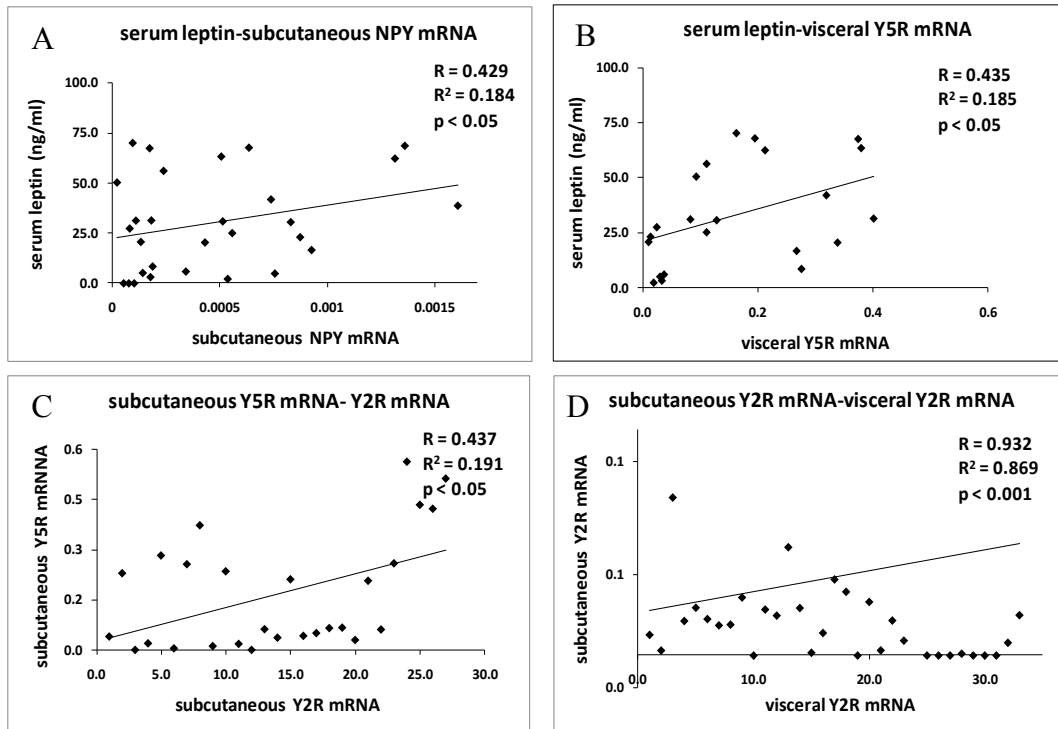 A
serum leptin-subcutaneous NPY mRNA
R = 0.429
R² = 0.184
p < 0.05
serum leptin (ng/ml)
100.0
75.0
50.0
25.0
0.0
0
0.0005
0.001
0.0015
subcutaneous NPY mRNA
B
serum leptin-visceral Y5R mRNA
R = 0.435
R² = 0.185
p < 0.05
serum leptin (ng/ml)
100.0
75.0
50.0
25.0
0.0
0.0
0.2
0.4
0.6
visceral Y5R mRNA
C
subcutaneous Y5R mRNA- Y2R mRNA
R = 0.437
R² = 0.191
p < 0.05
subcutaneous Y5R mRNNA
0.6
0.5
0.3
0.2
0.0
0.0
5.0
10.0
15.0
20.0
25.0
30.0
subcutaneous Y2R mRNA
D
subcutaneous Y2R mRNA-visceral Y2R mRNA
R = 0.932
R² = 0.869
p < 0.001
subcutaneous Y2R mRNA
0.1
0.1
0.0
0.0
10.0
20.0
30.0
visceral Y2R mRNA